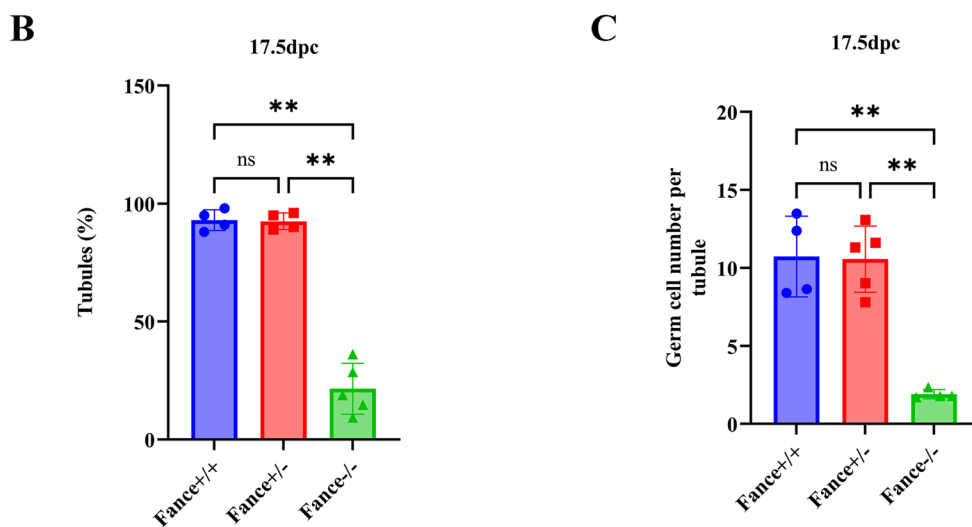 B
17.5dpc
Tubules (%)
150
100
50
0
**
ns
**
Fance+/+
Fance+/-
Fance-/-
C
17.5dpc
Germ cell number per
tubule
20
15
10
5
0
**
ns
**
Fance+/+
Fance+/-
Fance-/-